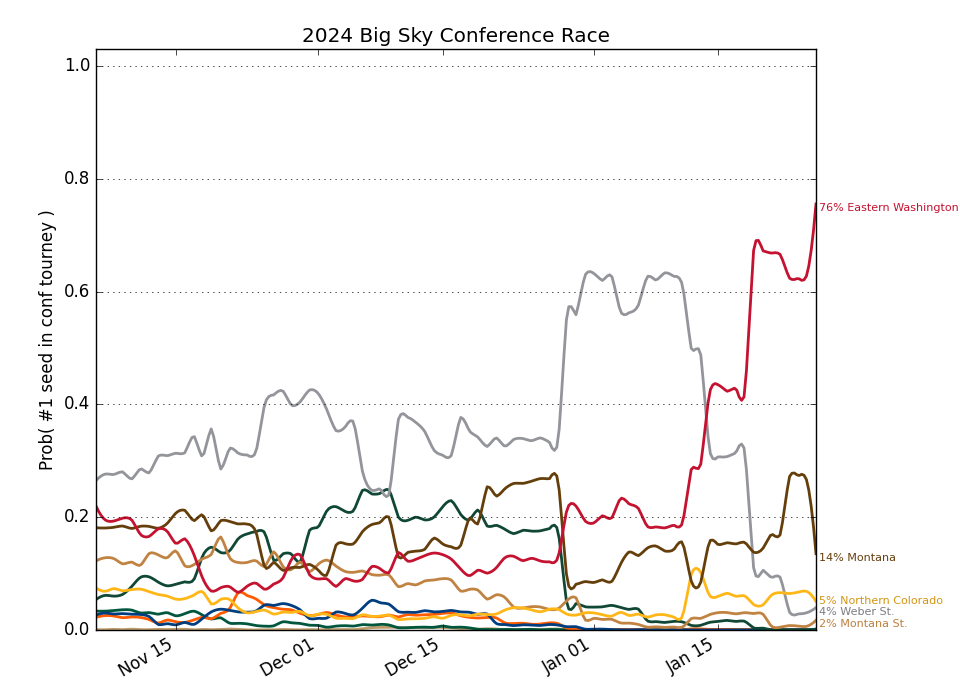 2024 Big Sky Conference Race
Prob( #1 seed in conf tourney )
1.0
0.8
0.6
0.4
0.2
0.0
76% Eastern Washington
14% Montana
5% Northern Colorado
4% Weber St.
2% Montana St.
Nov 15
Dec 01
Dec 15
Jan 01
Jan 15